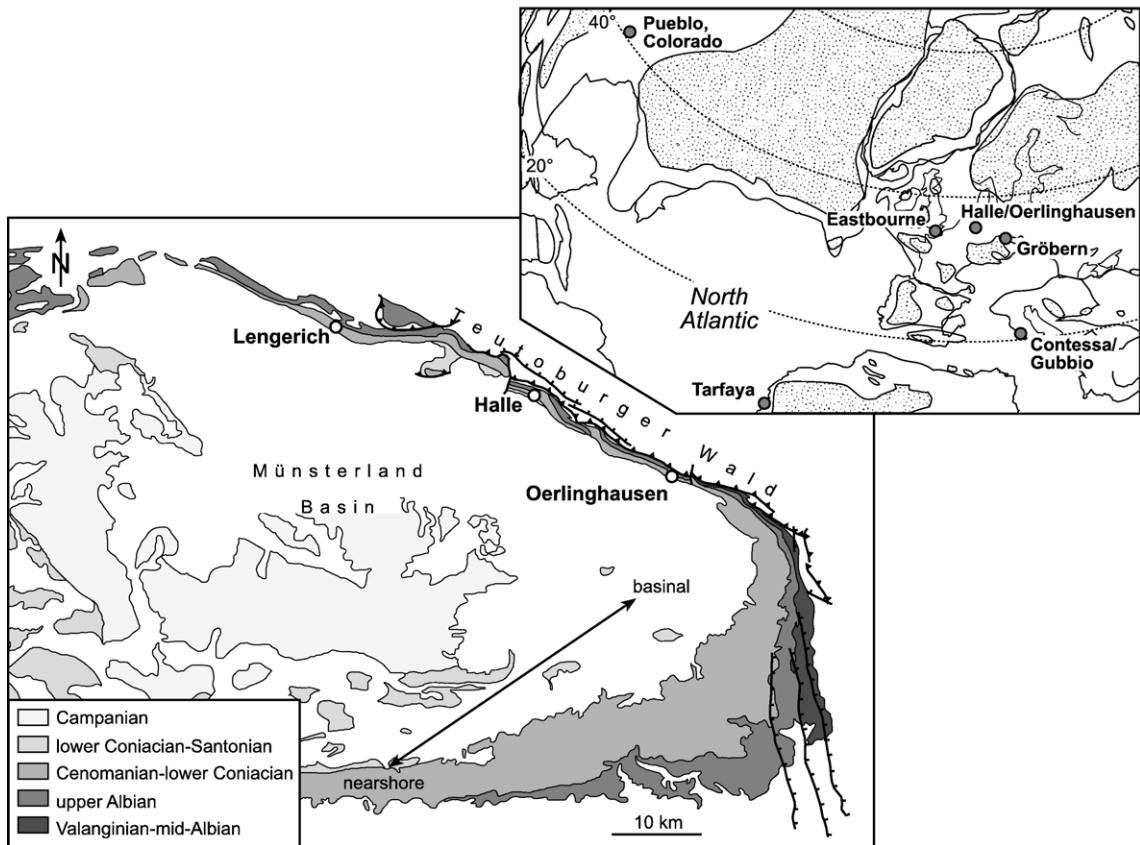 40°
Pueblo,
Colorado
20°
Eastbourne
Halle/Oerlinghausen
Gröbern
North
Atlantic
Contessa/
Gubbio
Tarfaya
N
Lengerich
Teutoburger Wald
Halle
Münsterland
Basin
Oerlinghausen
basinal
nearshore
Campanian
lower Coniacian-Santonian
Cenomanian-lower Coniacian
upper Albian
Valanginian-mid-Albian
10 km